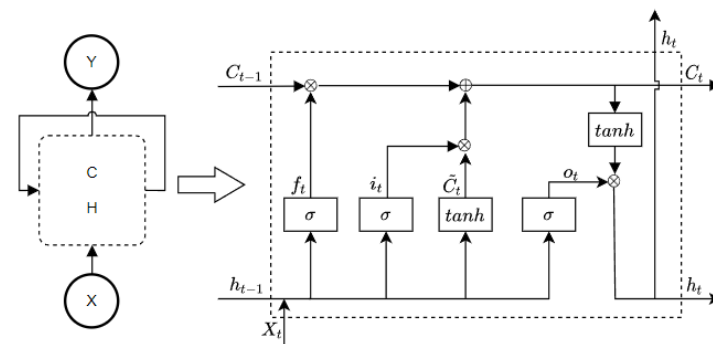 Y
C
H
X
h_t
C_{t-1}
C_t
tanh
f_t
i_t
C̃_t
o_t
σ
σ
tanh
σ
h_{t-1}
h_t
X_t